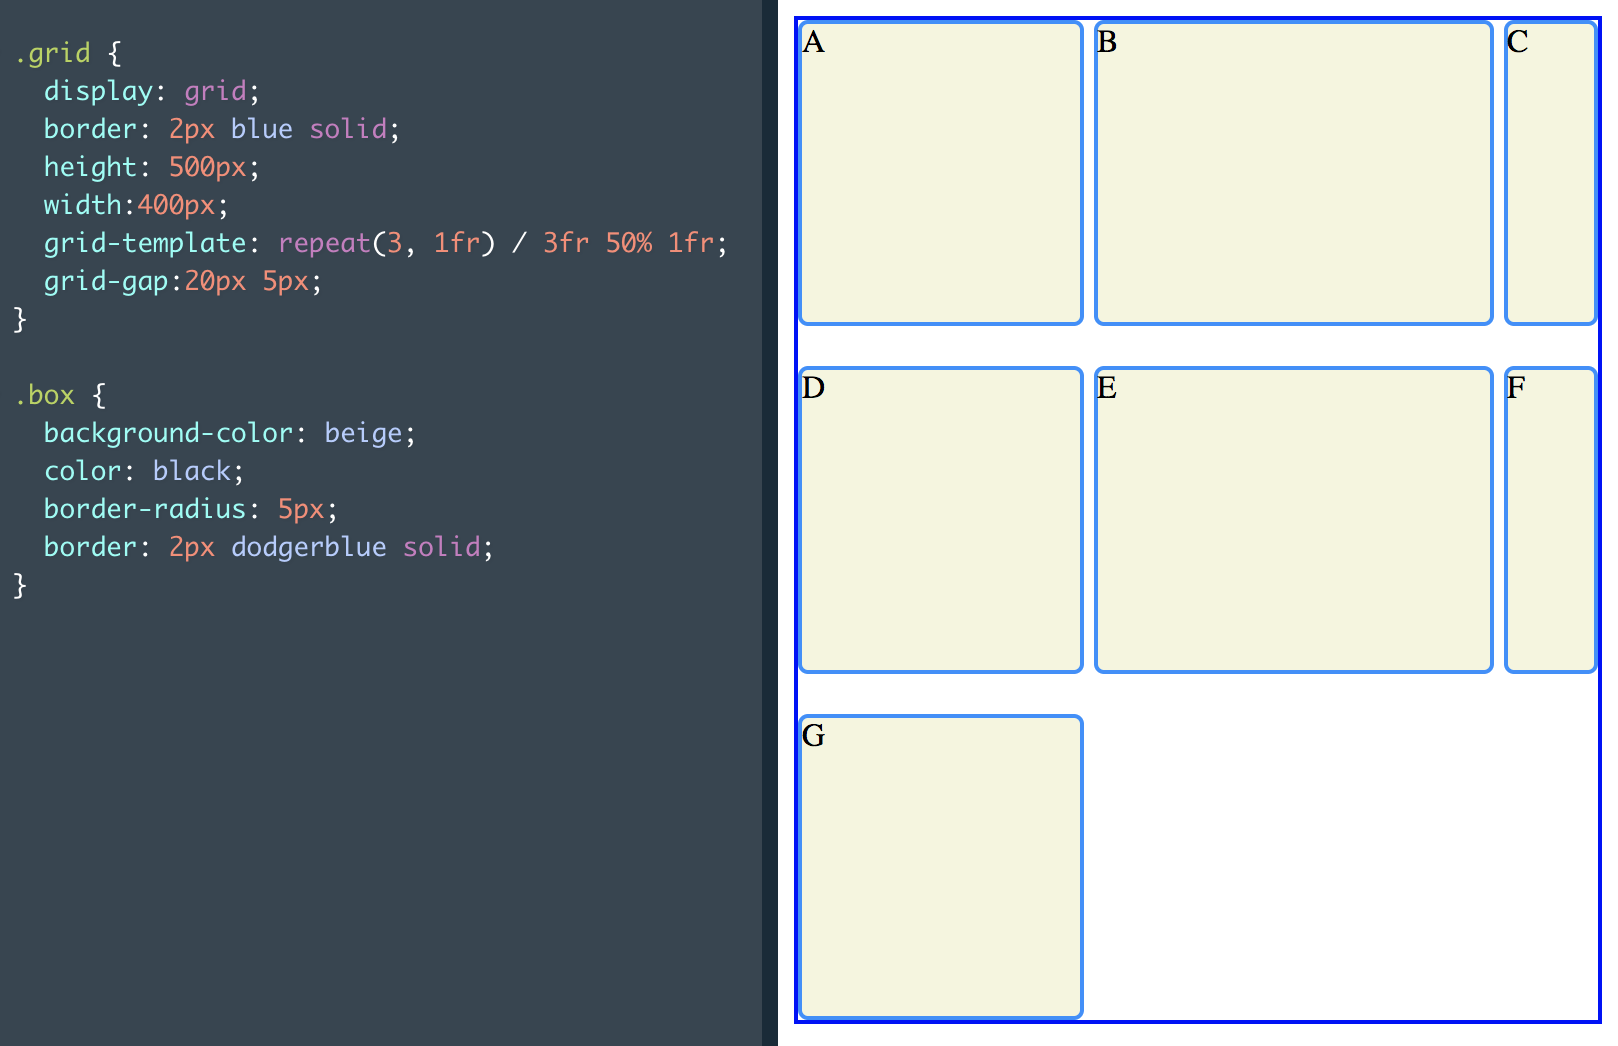 .grid {
  display: grid;
  border: 2px blue solid;
  height: 500px;
  width:400px;
  grid-template: repeat(3, 1fr) / 3fr 50% 1fr;
  grid-gap:20px 5px;
}
.box {
  background-color: beige;
  color: black;
  border-radius: 5px;
  border: 2px dodgerblue solid;
}
A B C
D E F
G